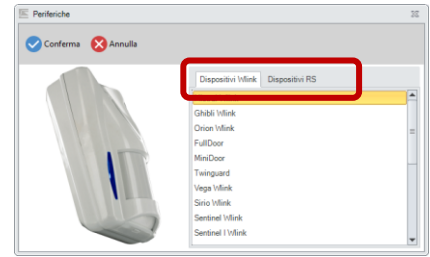 Periferiche
Conferma Annulla
Dispositivi Wlink Dispositivi RS
Ghibli Wlink
Orion Wlink
FullDoor
MiniDoor
Twinguard
Vega Wlink
Sirio Wlink
Sentinel Wlink
Sentinel I Wlink